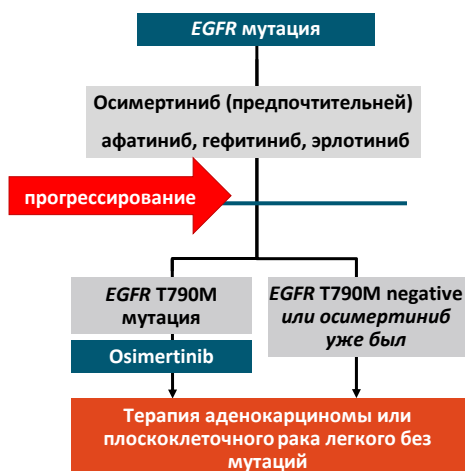 EGFR мутация
Осимертиниб (предпочтительней)
афатиниб, гефитиниб, эрлотиниб
прогрессирование
EGFR T790M
мутация
EGFR T790M negative
или осимертиниб
уже был
Osimertinib
Терапия аденокарциномы или
плоскоклеточного рака легкого без
мутаций